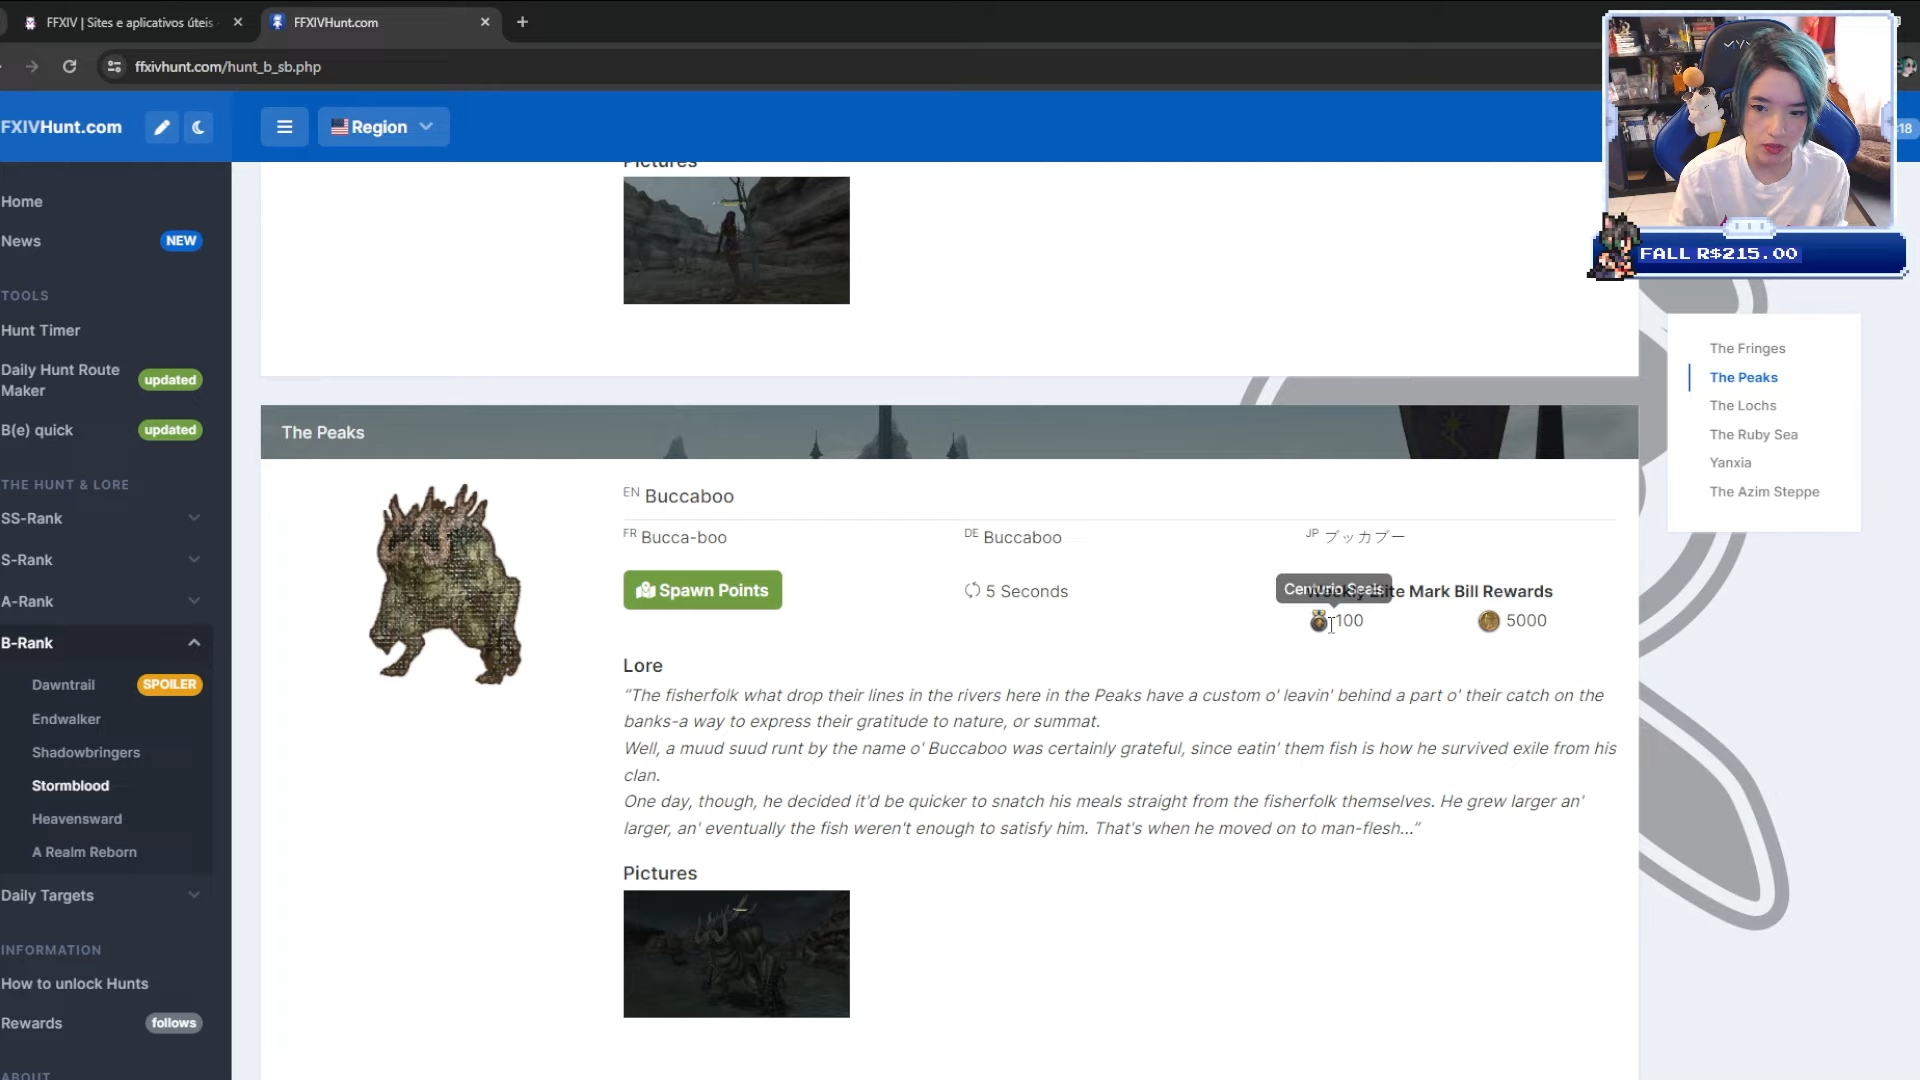 FFXIV | Sites e aplicativos úteis
FFXIVHunt.com
ffxivhunt.com/hunt_b_sb.php
FXIVHunt.com
Region
:18
FALL R$215.00
Home
News
NEW
TOOLS
Hunt Timer
Daily Hunt Route
Maker
updated
B(e) quick
updated
THE HUNT & LORE
SS-Rank
S-Rank
A-Rank
B-Rank
Dawntrail
SPOILER
Endwalker
Shadowbringers
Stormblood
Heavensward
A Realm Reborn
Daily Targets
INFORMATION
How to unlock Hunts
Rewards
follows
ABOUT
Pictures
The Peaks
EN Buccaboo
FR Bucca-boo
DE Buccaboo
JP ブッカブー
Spawn Points
5 Seconds
Centurio Seals
Weekly Elite Mark Bill Rewards
100
5000
Lore
“The fisherfolk what drop their lines in the rivers here in the Peaks have a custom o' leavin' behind a part o' their catch on the
banks-a way to express their gratitude to nature, or summat.
Well, a muud suud runt by the name o' Buccaboo was certainly grateful, since eatin' them fish is how he survived exile from his
clan.
One day, though, he decided it'd be quicker to snatch his meals straight from the fisherfolk themselves. He grew larger an'
larger, an' eventually the fish weren't enough to satisfy him. That's when he moved on to man-flesh...”
Pictures
The Fringes
The Peaks
The Lochs
The Ruby Sea
Yanxia
The Azim Steppe